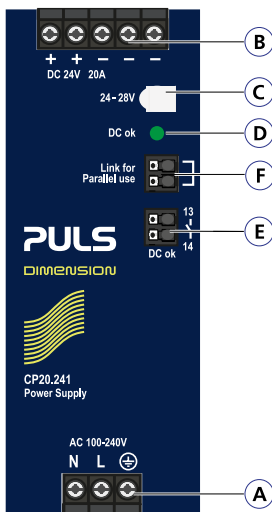 B
+ + − − −
DC 24V 20A
24–28V
C
DC ok
D
Link for
Parallel use
F
13
14
E
DC ok
PULS
DIMENSION
CP20.241
Power Supply
AC 100-240V
N L
A